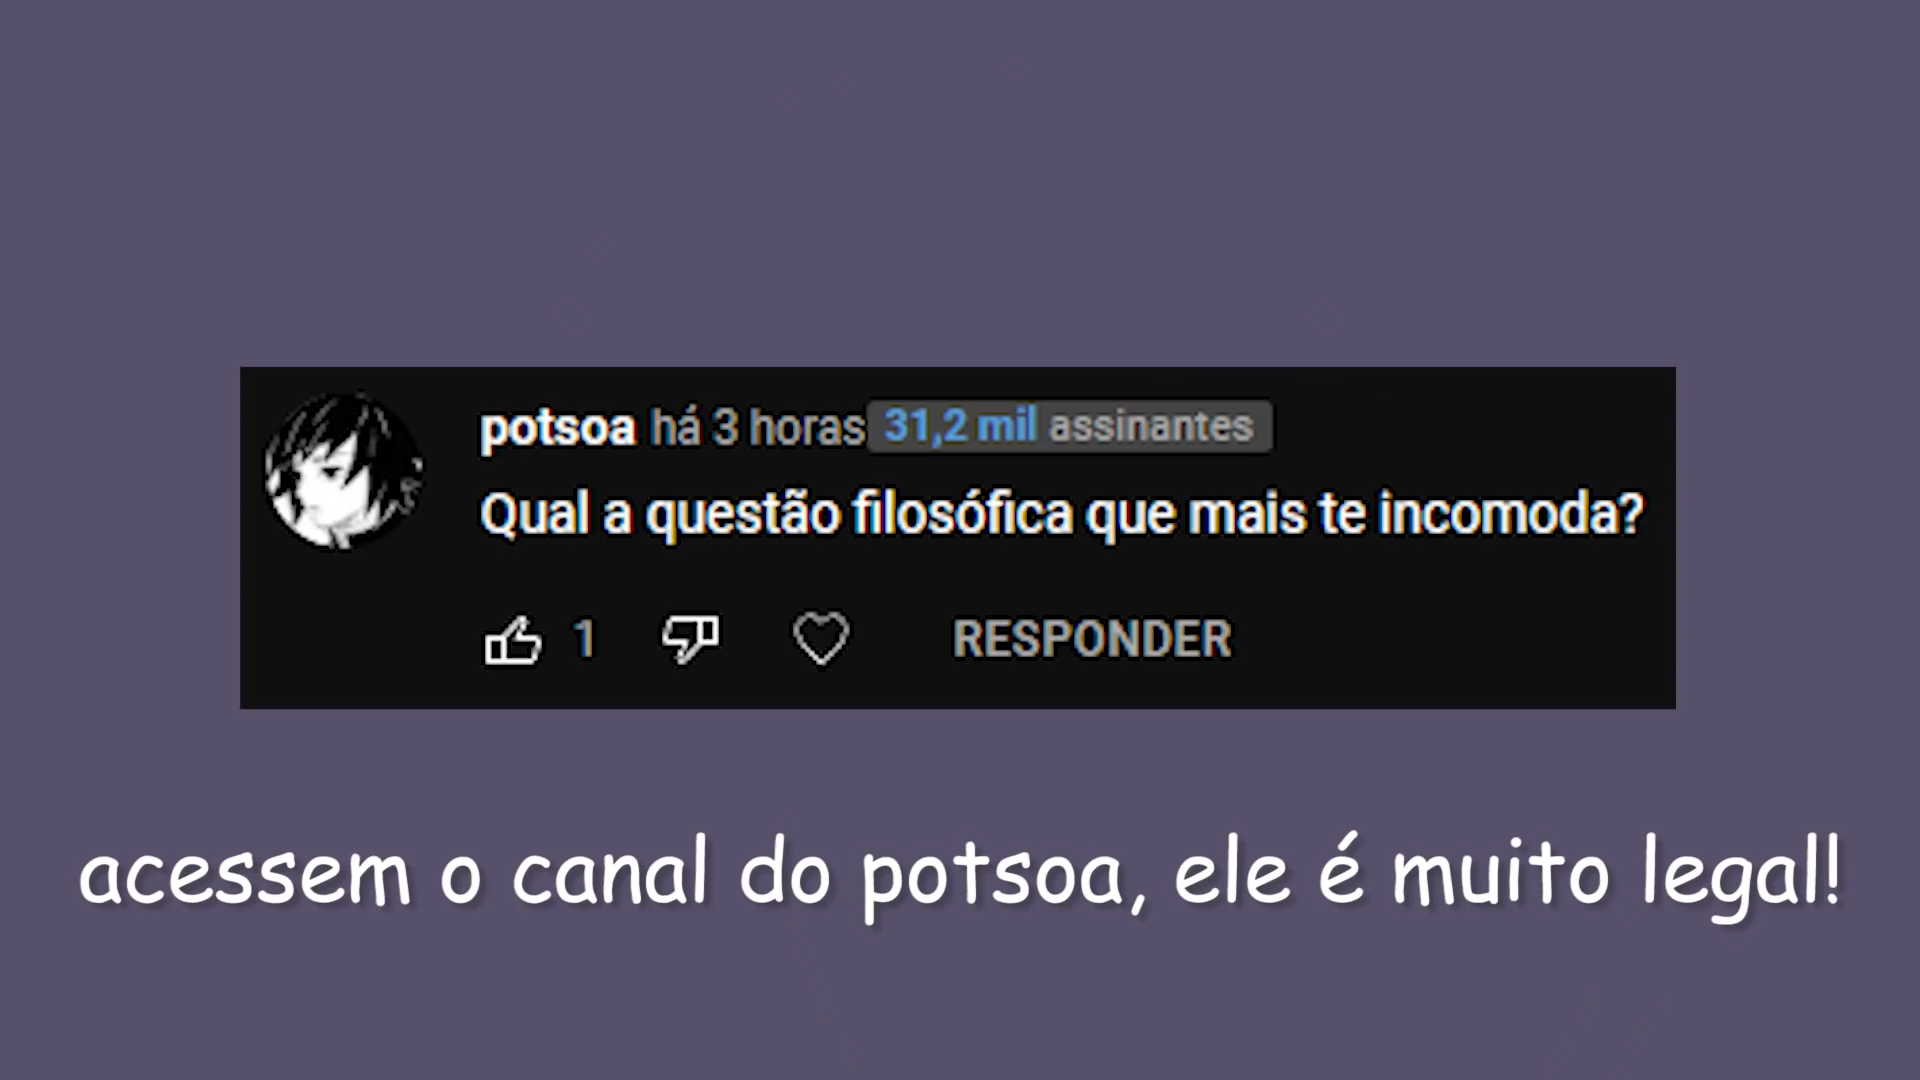 potsoa há 3 horas 31,2 mil assinantes
Qual a questão filosófica que mais te incomoda?
1 RESPONDER
acessem o canal do potsoa, ele é muito legal!